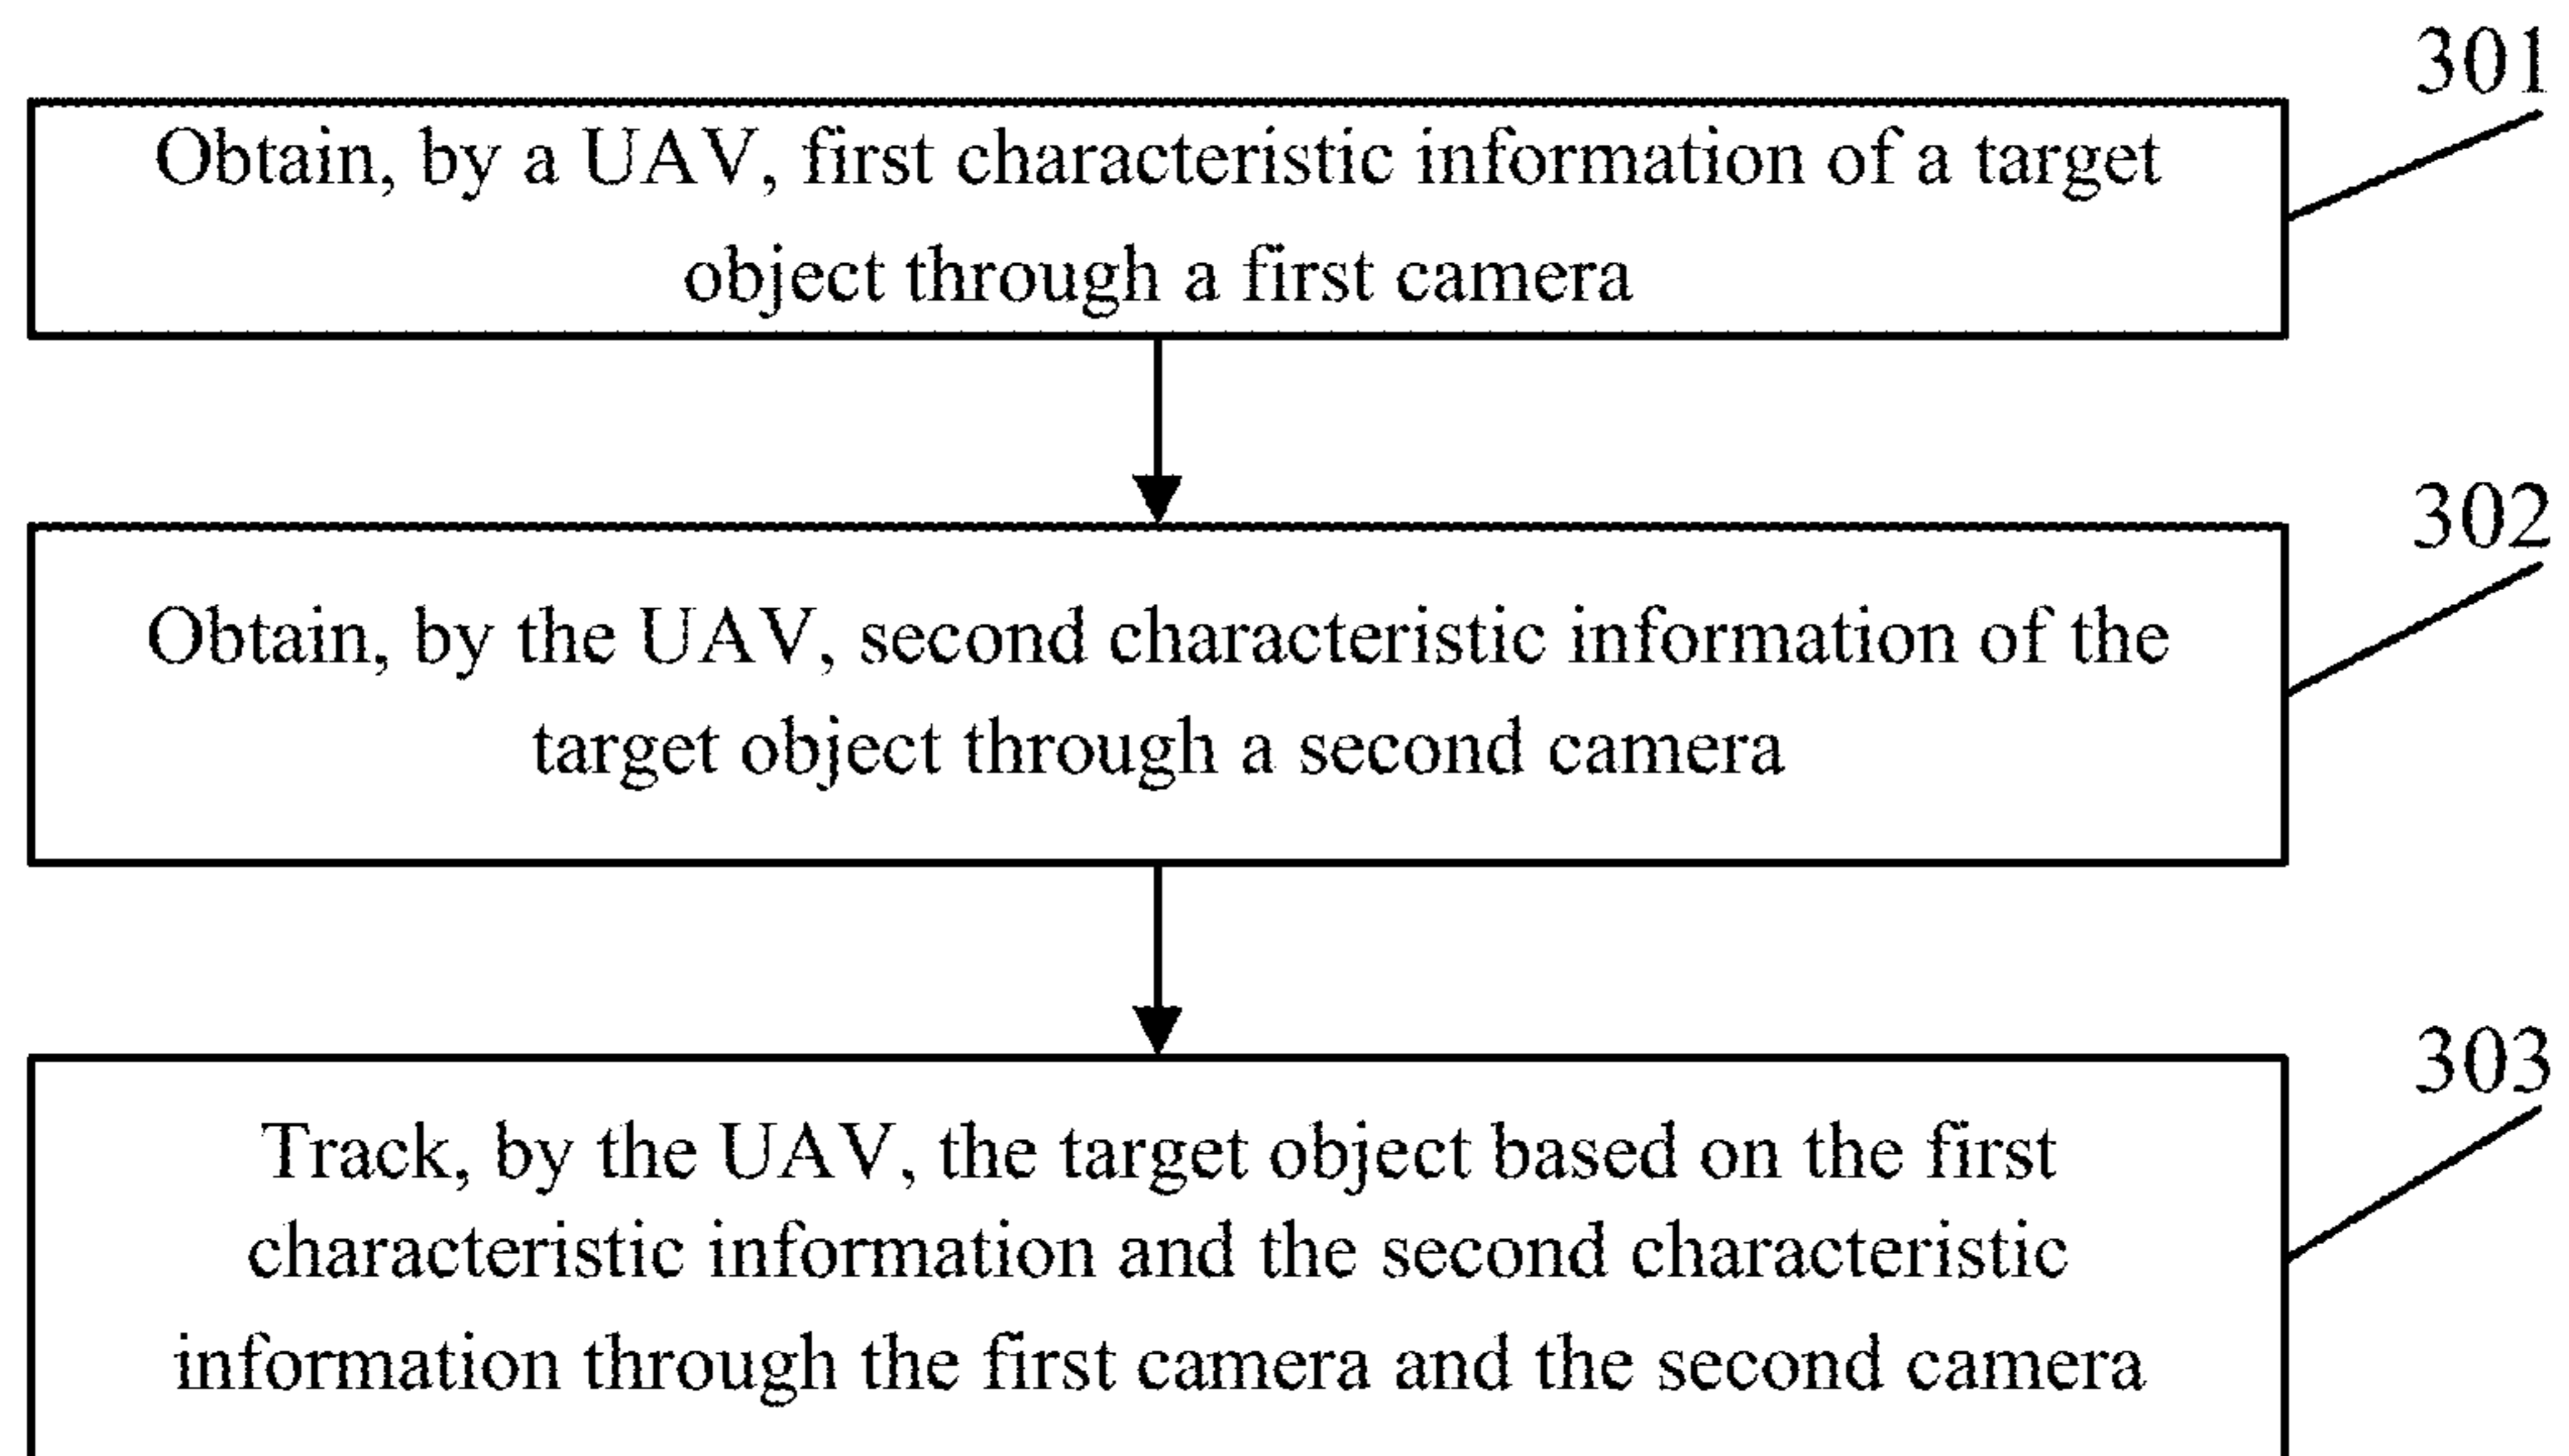 301
Obtain, by a UAV, first characteristic information of a target
object through a first camera
302
Obtain, by the UAV, second characteristic information of the
target object through a second camera
303
Track, by the UAV, the target object based on the first
characteristic information and the second characteristic
information through the first camera and the second camera